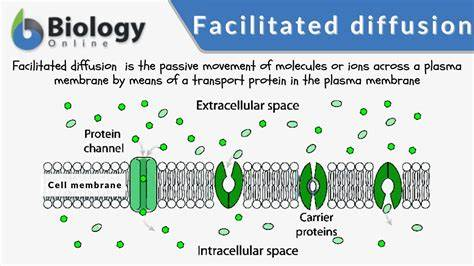 Biology
Online
Facilitated diffusion
Facilitated diffusion is the passive movement of molecules or ions across a plasma
membrane by means of a transport protein in the plasma membrane
Extracellular space
Protein
channel
Cell membrane
Carrier
proteins
Intracellular space